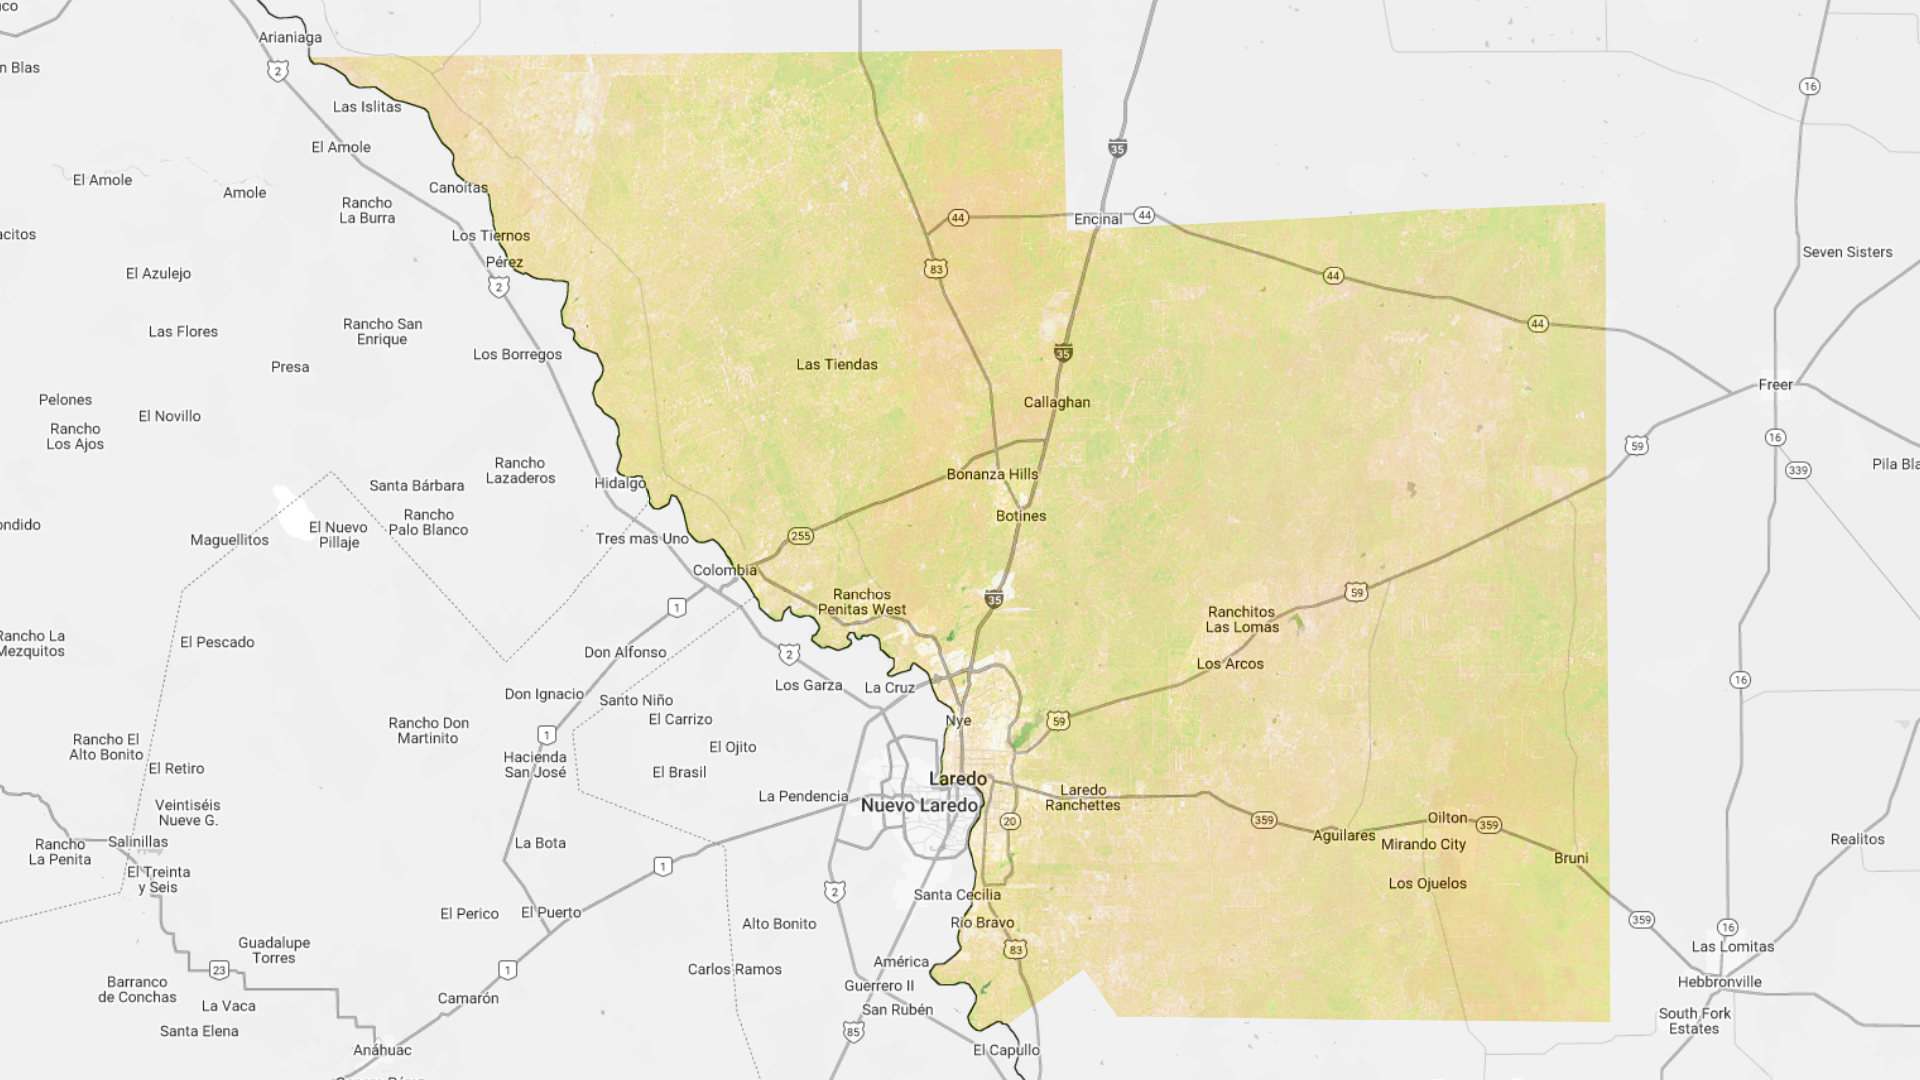 Arianiaga
2
Las Islitas
El Amole
16
35
El Amole
Amole
Canoítas
Rancho
La Burra
44
Encinal
44
Los Tiernos
Seven Sisters
Pérez
83
El Azulejo
44
2
44
Las Flores
Rancho San
Enrique
Los Borregos
35
Presa
Las Tiendas
Freer
Pelones
El Novillo
Callaghan
Rancho
Los Ajos
16
59
339
Rancho
Lazaderos
Bonanza Hills
Santa Bárbara
Hidalgo
Rancho
Palo Blanco
Botines
El Nuevo
Pillaje
Maguellitos
Tres mas Uno
255
Colombia
Ranchos
Penitas West
35
59
1
Ranchitos
Las Lomas
Rancho La
Mezquitos
El Pescado
Don Alfonso
2
Los Arcos
Los Garza
La Cruz
16
Don Ignacio
Santo Niño
El Carrizo
Nye
59
Rancho Don
Martinito
1
Rancho El
Alto Bonito
El Ojito
Hacienda
San José
El Retiro
El Brasil
Laredo
Nuevo Laredo
La Pendencia
Laredo
Ranchettes
Veintiséis
Nueve G.
20
359
Oilton
359
Aguilares
Mirando City
Realitos
Salinillas
Rancho
La Penita
La Bota
Bruni
1
El Treinta
y Seis
2
Los Ojuelos
Santa Cecilia
El Perico
El Puerto
Alto Bonito
Río Bravo
359
16
Guadalupe
Torres
83
Las Lomitas
23
1
Carlos Ramos
América
Barranco
de Conchas
Guerrero II
Hebbronville
Camarón
La Vaca
San Rubén
Santa Elena
85
South Fork
Estates
Anáhuac
El Capullo